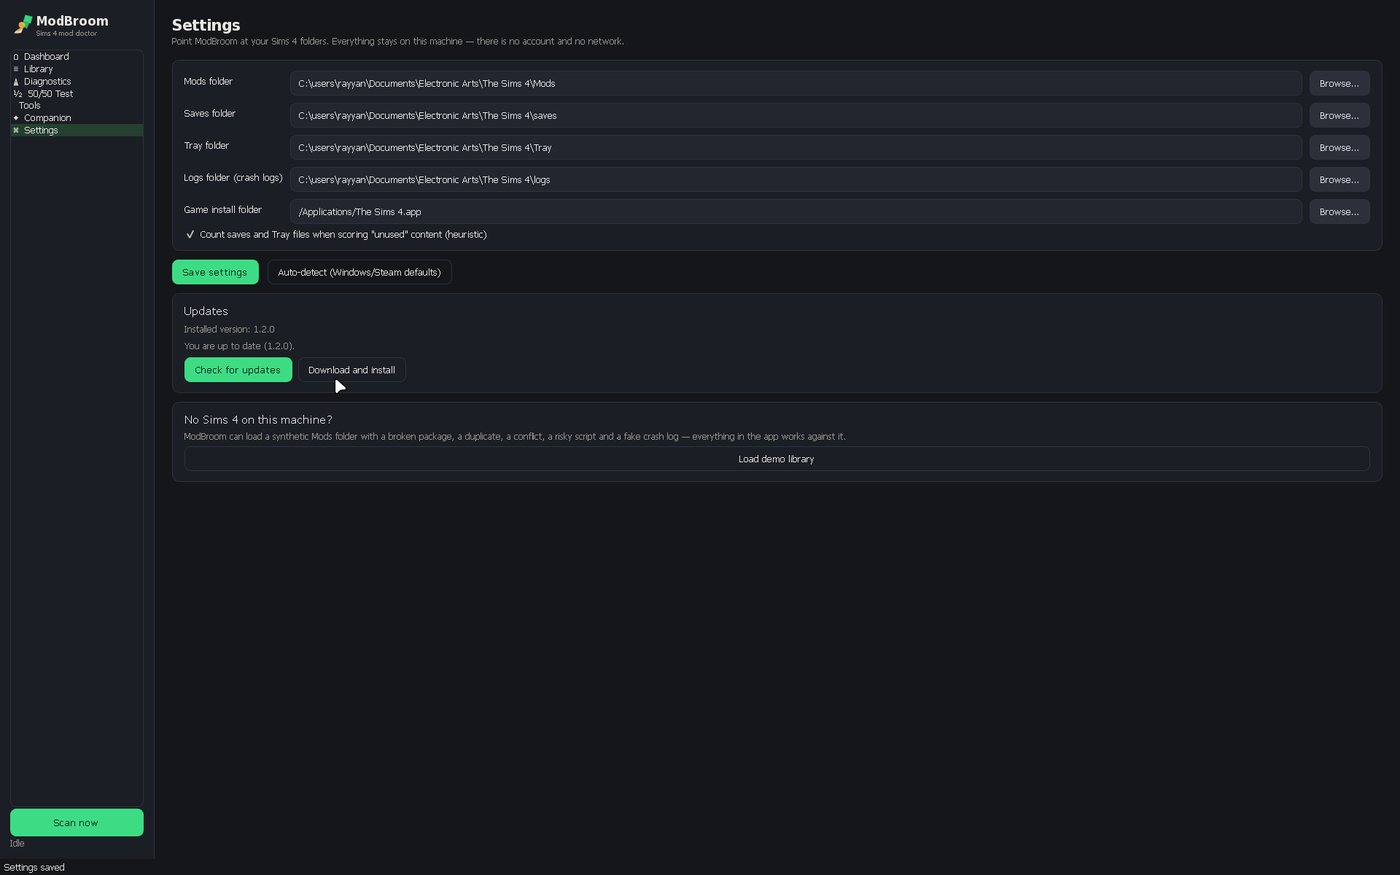 ModBroom
Sims 4 mod doctor
Dashboard
Library
Diagnostics
½ 50/50 Test
Tools
Companion
Settings
Scan now
Idle
Settings saved
Settings
Point ModBroom at your Sims 4 folders. Everything stays on this machine — there is no account and no network.
Mods folder C:\users\rayyan\Documents\Electronic Arts\The Sims 4\Mods Browse...
Saves folder C:\users\rayyan\Documents\Electronic Arts\The Sims 4\saves Browse...
Tray folder C:\users\rayyan\Documents\Electronic Arts\The Sims 4\Tray Browse...
Logs folder (crash logs) C:\users\rayyan\Documents\Electronic Arts\The Sims 4\logs Browse...
Game install folder /Applications/The Sims 4.app Browse...
Count saves and Tray files when scoring "unused" content (heuristic)
Save settings Auto-detect (Windows/Steam defaults)
Updates
Installed version: 1.2.0
You are up to date (1.2.0).
Check for updates Download and install
No Sims 4 on this machine?
ModBroom can load a synthetic Mods folder with a broken package, a duplicate, a conflict, a risky script and a fake crash log — everything in the app works against it.
Load demo library